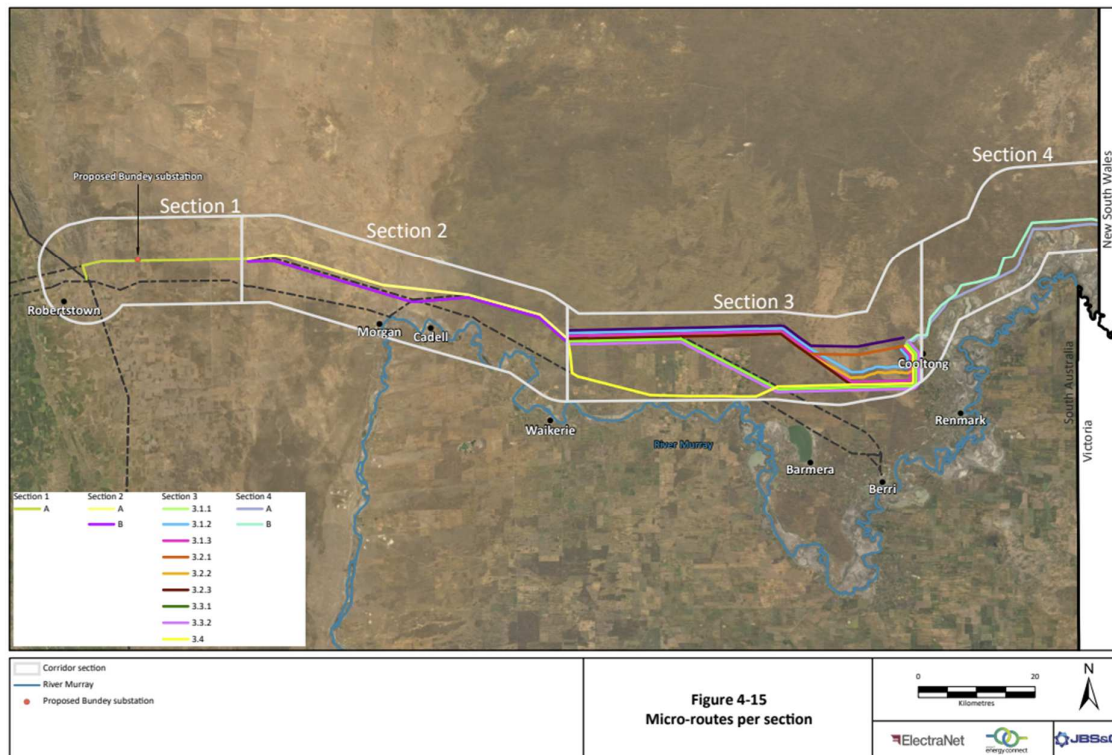 Section 4
New South Wales
Proposed Bundey substation
Section 1
Section 2
Section 3
Robertstown
Morgan
Cadell
Cooltong
Waikerie
River Murray
Renmark
South Australia
Victoria
Barmera
Berri
Section 1
A
Section 2
A
B
Section 3
3.1.1
3.1.2
3.1.3
3.2.1
3.2.2
3.2.3
3.3.1
3.3.2
3.4
Section 4
A
B
Corridor section
River Murray
Proposed Bundey substation
Figure 4-15
Micro-routes per section
0 20
Kilometres
N
ElectraNet
energy connect